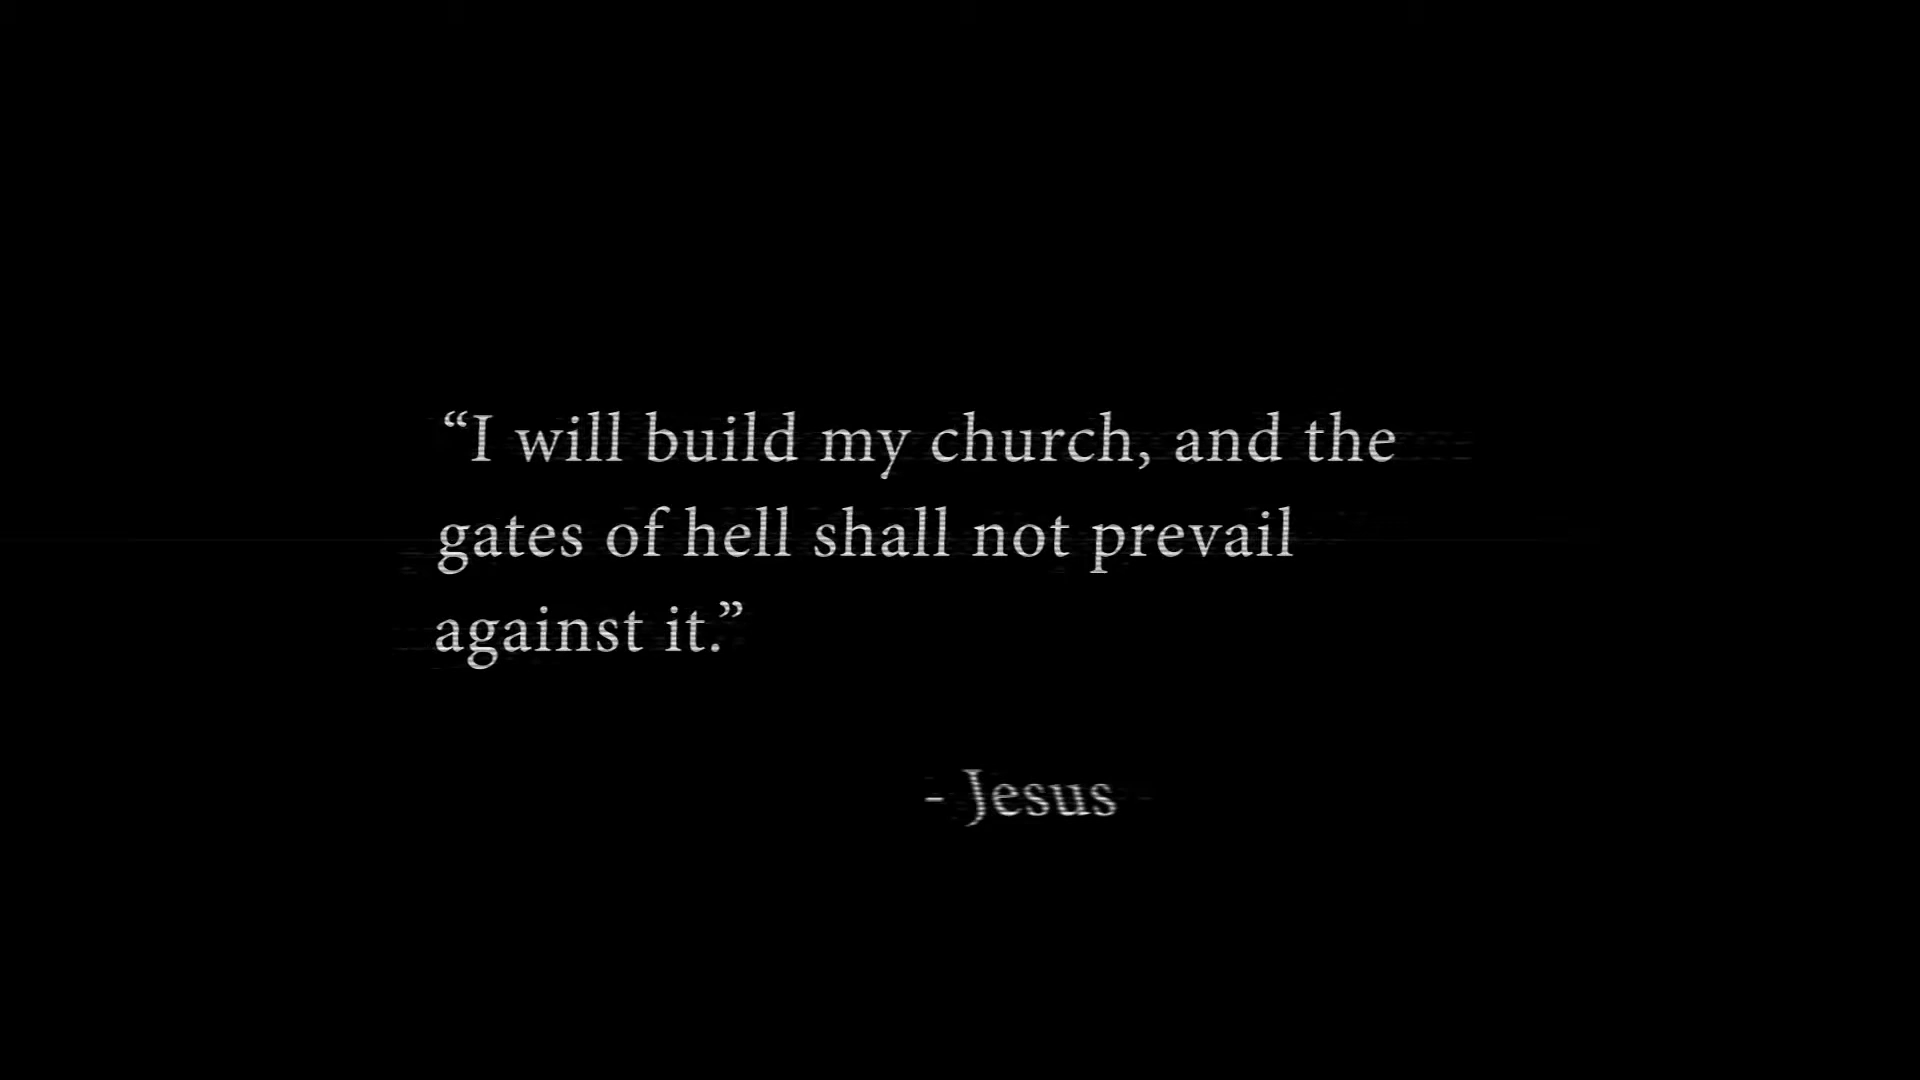 “I will build my church, and the
gates of hell shall not prevail
against it.”
- Jesus